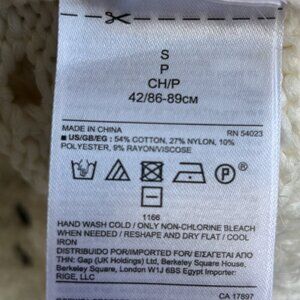 S
P
CH/P
42/86-89CM
MADE IN CHINA RN 54023
■ US/GB/EG : 54% COTTON, 27% NYLON, 10%
POLYESTER, 9% RAYON/VISCOSE
P
1166
HAND WASH COLD / ONLY NON-CHLORINE BLEACH
WHEN NEEDED / RESHAPE AND DRY FLAT / COOL
IRON
DISTRIBUIDO POR/IMPORTED FOR/ ΕΙΣΑΓΕΤΑΙ ΑΠΟ
ΤΗΝ: Gap (UK Holdings) Ltd, Berkeley Square House,
Berkeley Square, London W1J 6BS Egypt Importer:
RIGE, LLC
CA 17897